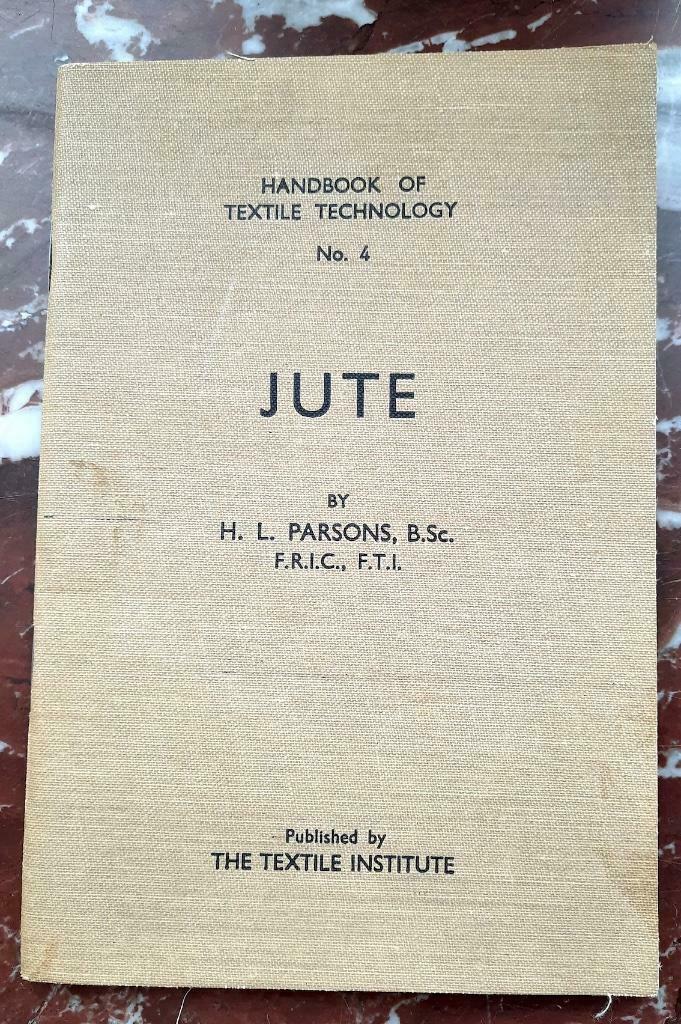 HANDBOOK OF
TEXTILE TECHNOLOGY
No. 4
JUTE
BY
H. L. PARSONS, B.Sc.
F.R.I.C., F.T.I.
Published by
THE TEXTILE INSTITUTE